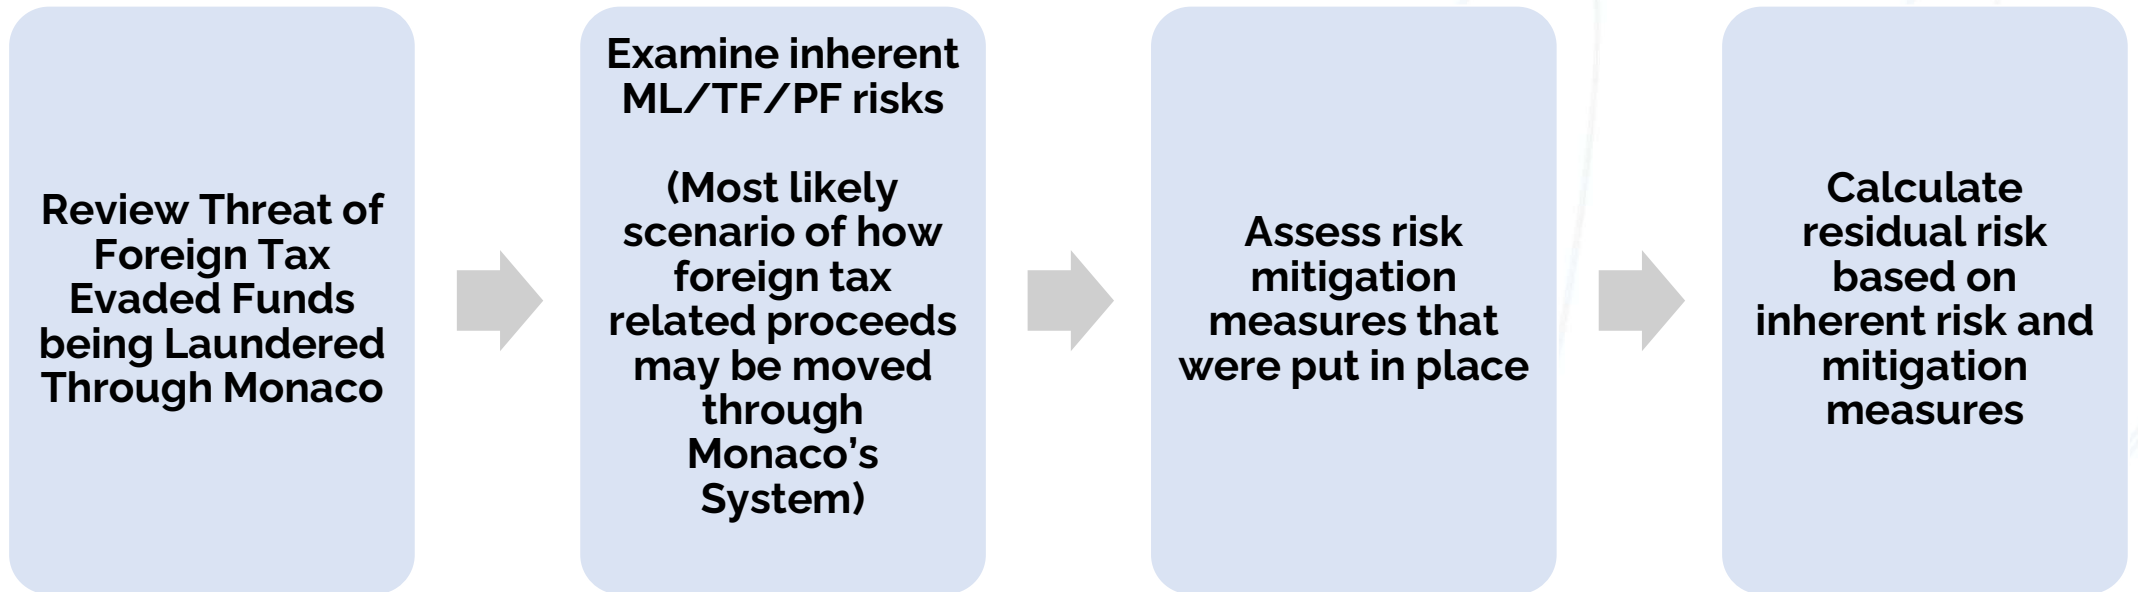 Review Threat of
Foreign Tax
Evaded Funds
being Laundered
Through Monaco
Examine inherent
ML/TF/PF risks
(Most likely
scenario of how
foreign tax
related proceeds
may be moved
through
Monaco’s
System)
Assess risk
mitigation
measures that
were put in place
Calculate
residual risk
based on
inherent risk and
mitigation
measures